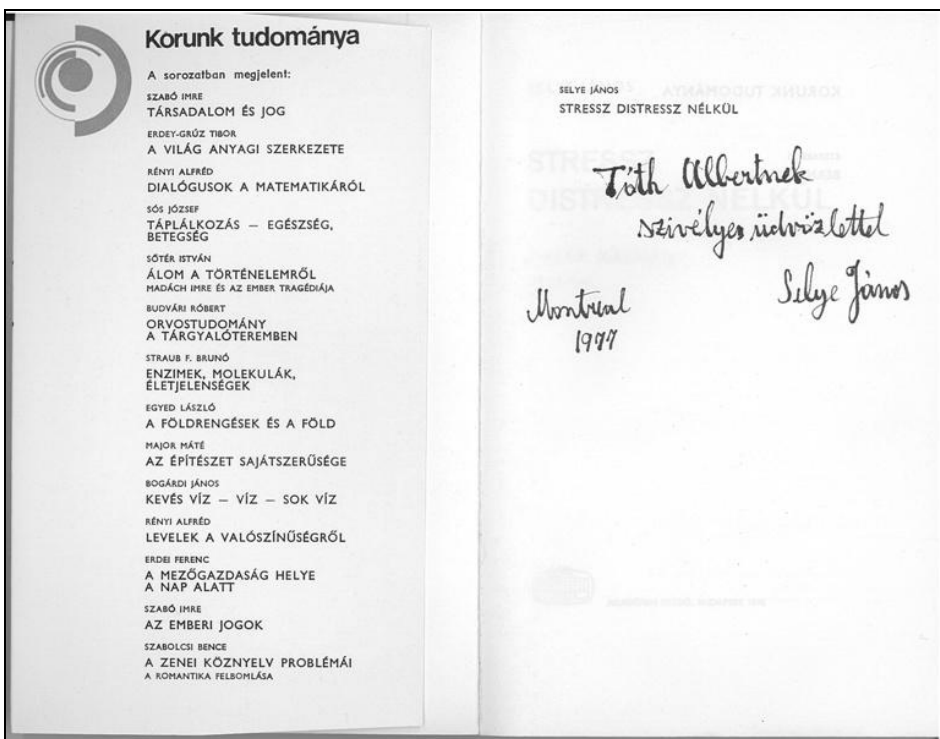 Korunk tudománya
A sorozatban megjelent:
SZABÓ IMRE
TÁRSADALOM ÉS JOG
ERDEY-GRÚZ TIBOR
A VILÁG ANYAGI SZERKEZETE
RÉNYI ALFRÉD
DIALÓGUSOK A MATEMATIKÁRÓL
SÓS JÓZSEF
TÁPLÁLKOZÁS — EGÉSZSÉG,
BETEGSÉG
SŐTÉR ISTVÁN
ÁLOM A TÖRTÉNELEMRŐL
MADÁCH IMRE ÉS AZ EMBER TRAGÉDIÁJA
BUDVÁRI RÓBERT
ORVOSTUDOMÁNY
A TÁRGYALÓTEREMBEN
STRAUB F. BRUNÓ
ENZIMEK, MOLEKULÁK,
ÉLETJELENSÉGEK
EGYED LÁSZLÓ
A FÖLDRENGÉSEK ÉS A FÖLD
MAJOR MÁTÉ
AZ ÉPÍTÉSZET SAJÁTSZERŰSÉGE
BOGÁRDI JÁNOS
KEVÉS VÍZ — VÍZ — SOK VÍZ
RÉNYI ALFRÉD
LEVELEK A VALÓSZÍNŰSÉGRŐL
ERDEI FERENC
A MEZŐGAZDASÁG HELYE
A NAP ALATT
SZABÓ IMRE
AZ EMBERI JOGOK
SZABOLCSI BENCE
A ZENEI KÖZNYELV PROBLÉMÁI
A ROMANTIKA FELBOMLÁSA
SELYE JÁNOS
STRESSZ DISTRESSZ NÉLKÜL
Tóth Albertnek
szivélyes üdvözlettel
Selye János
Montreal
1977